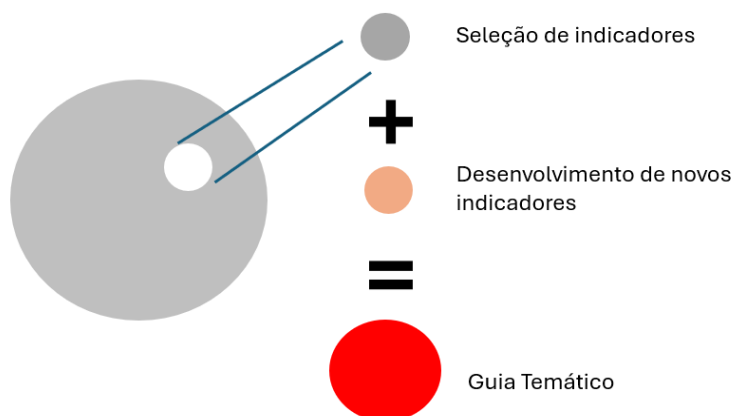 Seleção de indicadores
+
Desenvolvimento de novos
indicadores
=
Guia Temático